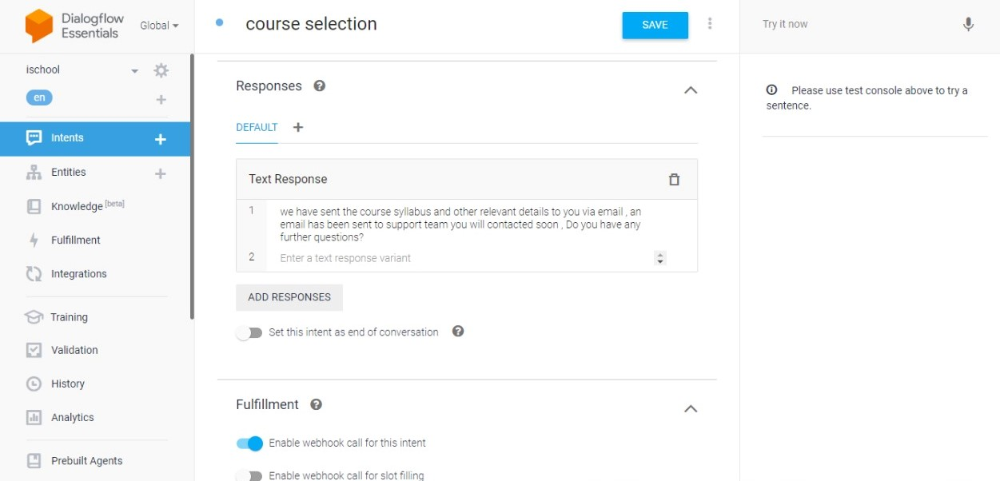 Dialogflow
Essentials
Global
course selection
SAVE
Try it now
ischool
en
Intents
Entities
Knowledge [beta]
Fulfillment
Integrations
Training
Validation
History
Analytics
Prebuilt Agents
Responses
DEFAULT
Text Response
1 we have sent the course syllabus and other relevant details to you via email , an
email has been sent to support team you will contacted soon , Do you have any
further questions?
2 Enter a text response variant
ADD RESPONSES
Set this intent as end of conversation
Fulfillment
Enable webhook call for this intent
Enable webhook call for slot filling
Please use test console above to try a
sentence.